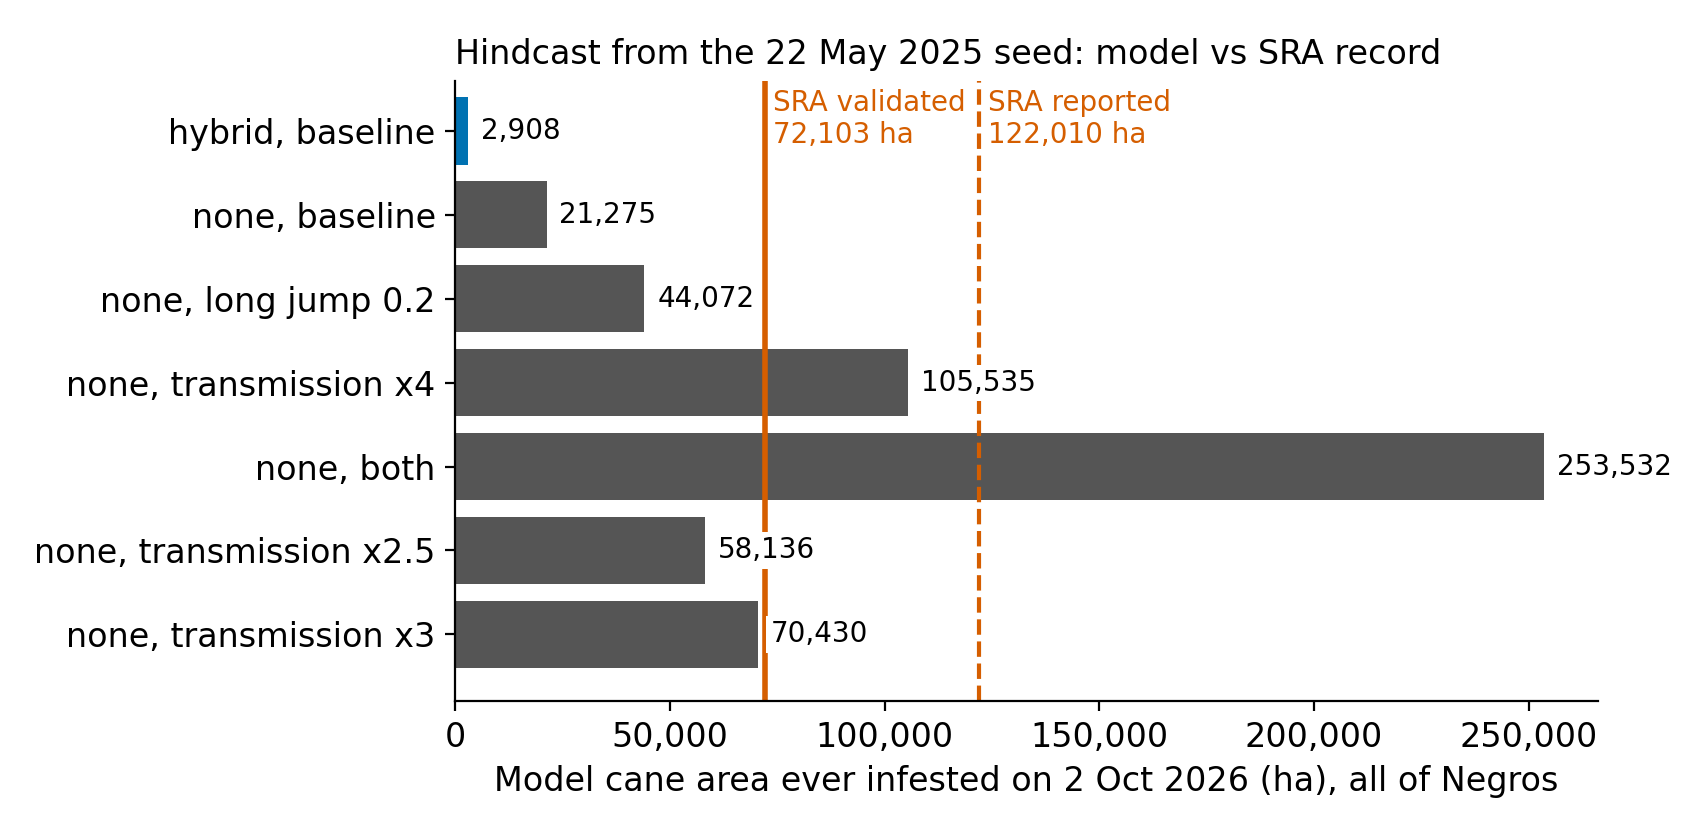 Hindcast from the 22 May 2025 seed: model vs SRA record
SRA validated
72,103 ha
SRA reported
122,010 ha
hybrid, baseline
2,908
none, baseline
21,275
none, long jump 0.2
44,072
none, transmission x4
105,535
none, both
253,532
none, transmission x2.5
58,136
none, transmission x3
70,430
0 50,000 100,000 150,000 200,000 250,000
Model cane area ever infested on 2 Oct 2026 (ha), all of Negros